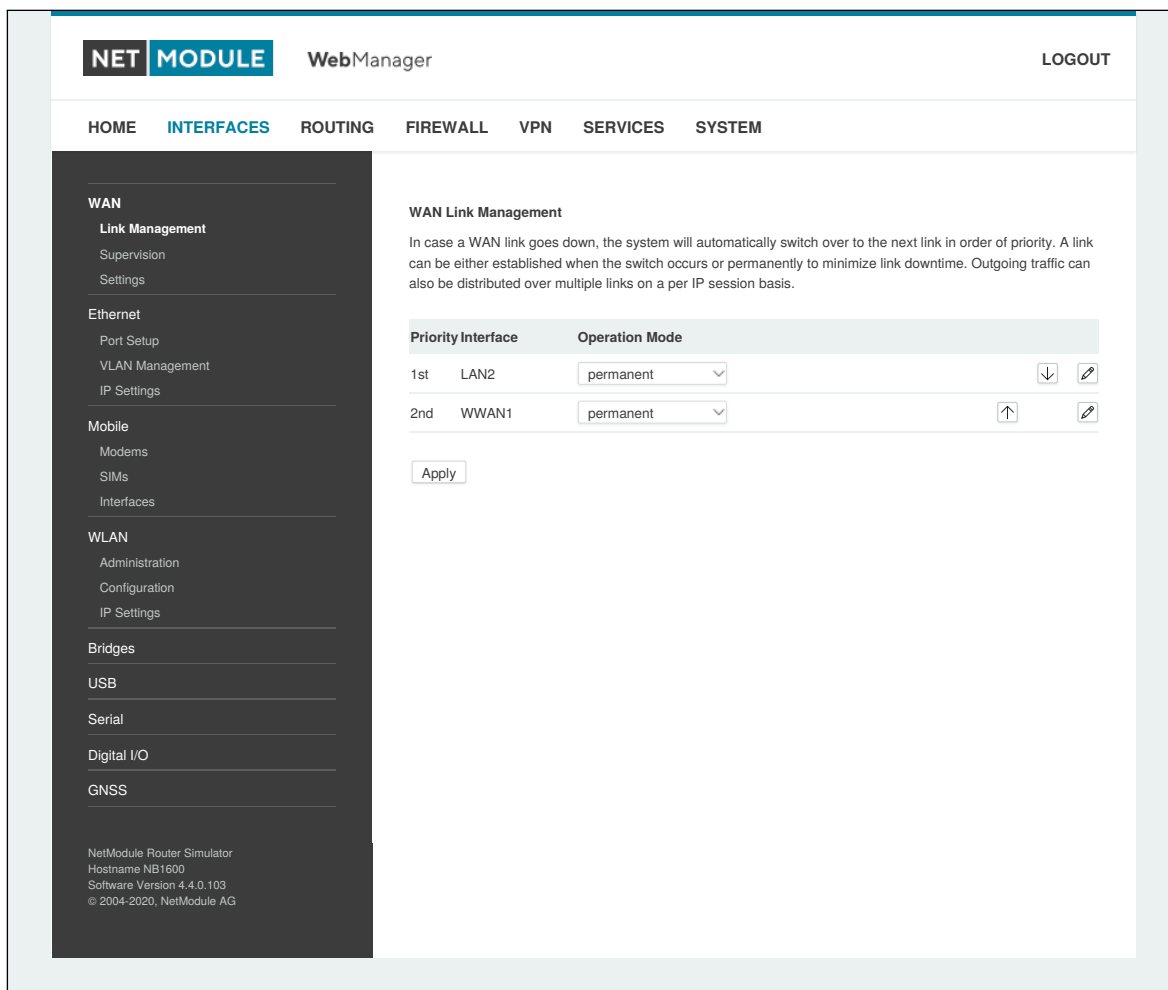 NET MODULE WebManager LOGOUT
HOME INTERFACES ROUTING FIREWALL VPN SERVICES SYSTEM
WAN
Link Management
Supervision
Settings
Ethernet
Port Setup
VLAN Management
IP Settings
Mobile
Modems
SIMs
Interfaces
WLAN
Administration
Configuration
IP Settings
Bridges
USB
Serial
Digital I/O
GNSS
NetModule Router Simulator
Hostname NB1600
Software Version 4.4.0.103
© 2004-2020, NetModule AG
WAN Link Management
In case a WAN link goes down, the system will automatically switch over to the next link in order of priority. A link
can be either established when the switch occurs or permanently to minimize link downtime. Outgoing traffic can
also be distributed over multiple links on a per IP session basis.
Priority Interface Operation Mode
1st LAN2 permanent
2nd WWAN1 permanent
Apply